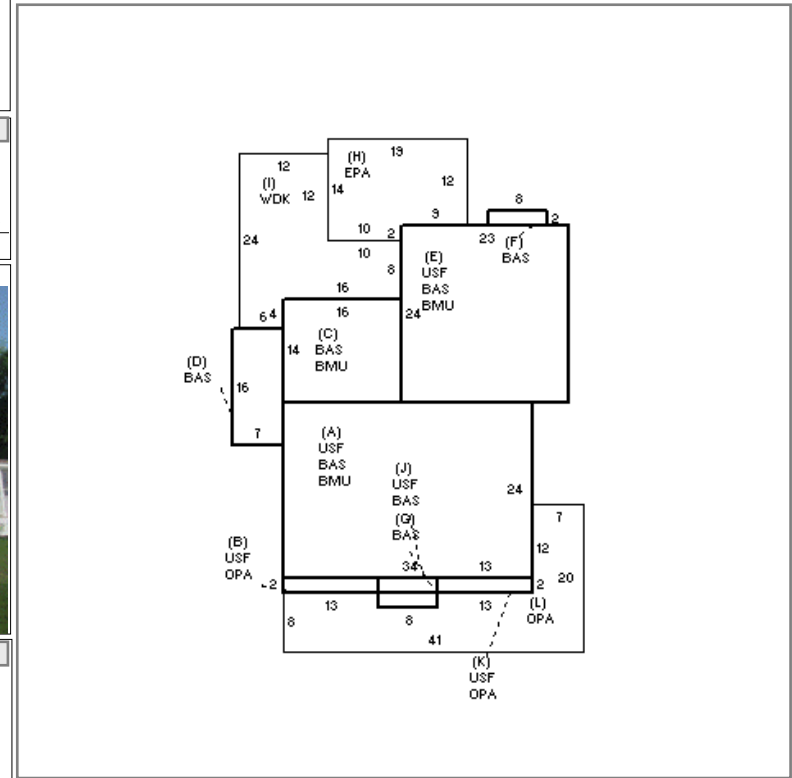 19
(H)
EPA
12
(I)
WDK
12
14
12
8
9
2
10
2
23
(F)
BAS
24
10
(E)
USF
BAS
BMU
8
16
6
4
16
24
(C)
BAS
BMU
14
(D)
BAS
16
7
(A)
USF
BAS
BMU
(J)
USF
BAS
24
(G)
BAS
7
(B)
USF
OPA
12
34
13
2
2
20
13
8
13
(L)
OPA
8
41
(K)
USF
OPA